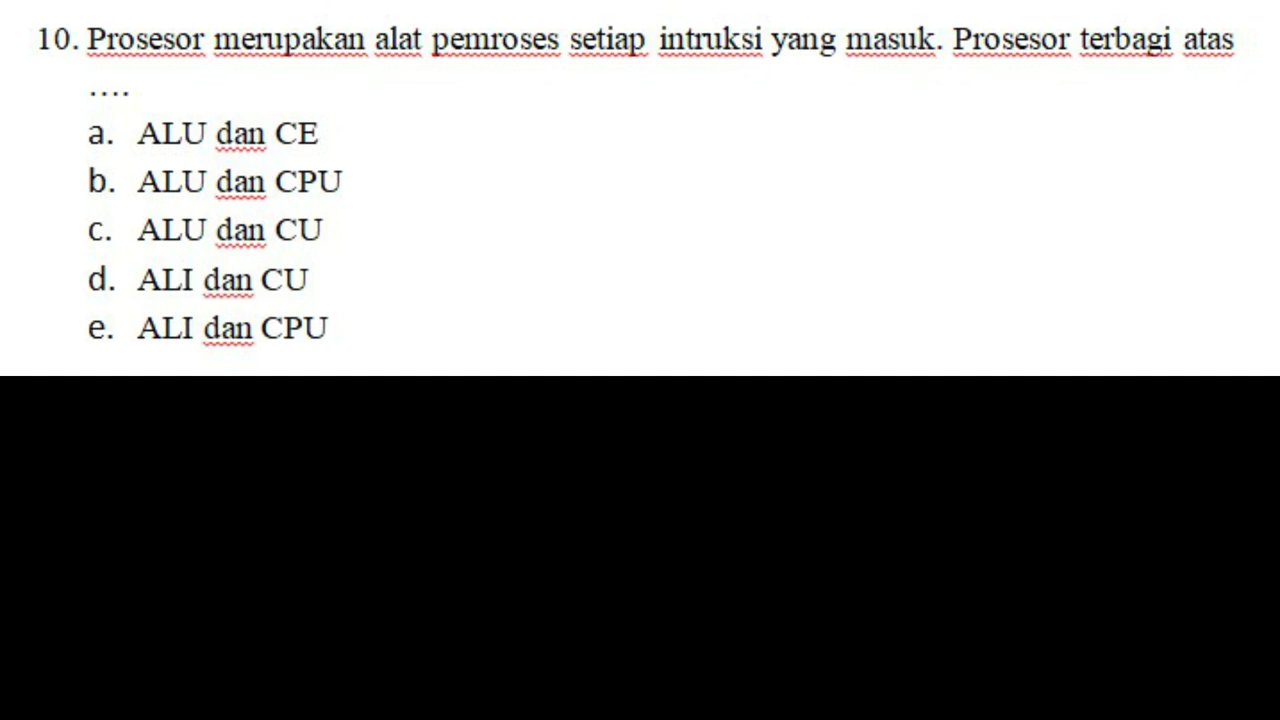 10. Prosesor merupakan alat pemroses setiap intruksi yang masuk. Prosesor terbagi atas
....
a. ALU dan CE
b. ALU dan CPU
c. ALU dan CU
d. ALI dan CU
e. ALI dan CPU